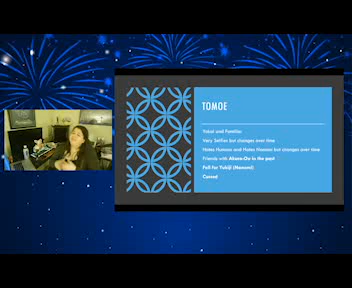 TOMOE
Yokai and Familiar
Very Selfish but changes over time
Hates Humans and Hates Nanami but changes over time
Friends with Akura-Ou in the past
Fell for Yukiji (Nanami)
Cursed